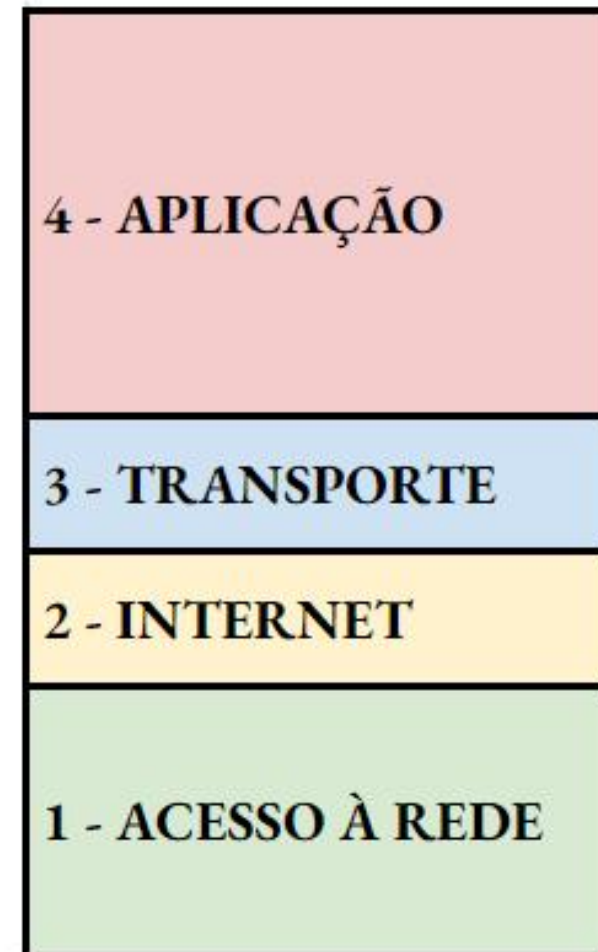 4 - APLICAÇÃO
3 - TRANSPORTE
2 - INTERNET
1 - ACESSO À REDE